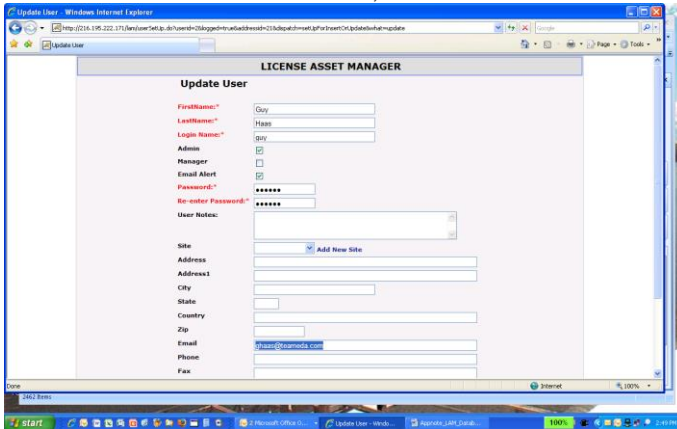 Update User - Windows Internet Explorer
http://216.195.222.171/lam/userSetUp.do?userid=2&logged=true&addressid=21&dispatch=setUpForInsertOrUpdate&what=update
Google
Update User
Page
Tools
LICENSE ASSET MANAGER
Update User
FirstName:* Guy
LastName:* Haas
Login Name:* guy
Admin
Manager
Email Alert
Password:* ••••••
Re-enter Password:* ••••••
User Notes:
Site Add New Site
Address
Address1
City
State
Country
Zip
Email ghaas@teameda.com
Phone
Fax
Done Internet 100%
2462 Items
start 2 Microsoft Office O... Update User - Windo... Appnote_LAM_Datab... 100% 2:49 PM